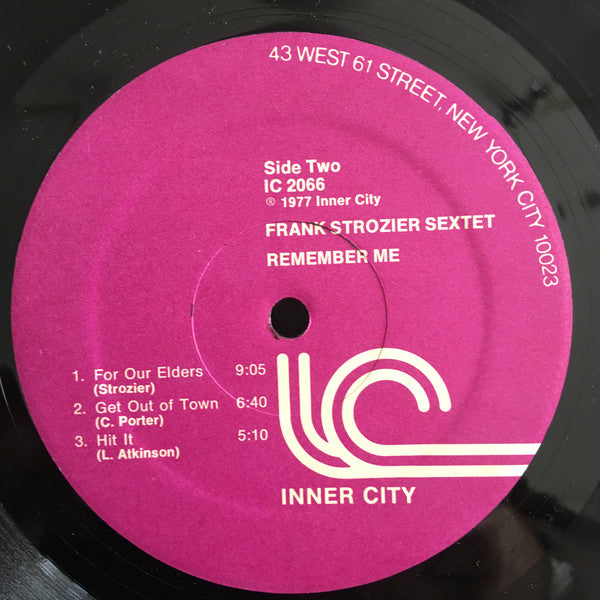 43 WEST 61 STREET, NEW YORK CITY 10023
Side Two
IC 2066
℗ 1977 Inner City
FRANK STROZIER SEXTET
REMEMBER ME
1. For Our Elders 9:05
(Strozier)
2. Get Out of Town 6:40
(C. Porter)
3. Hit It 5:10
(L. Atkinson)
IC
INNER CITY